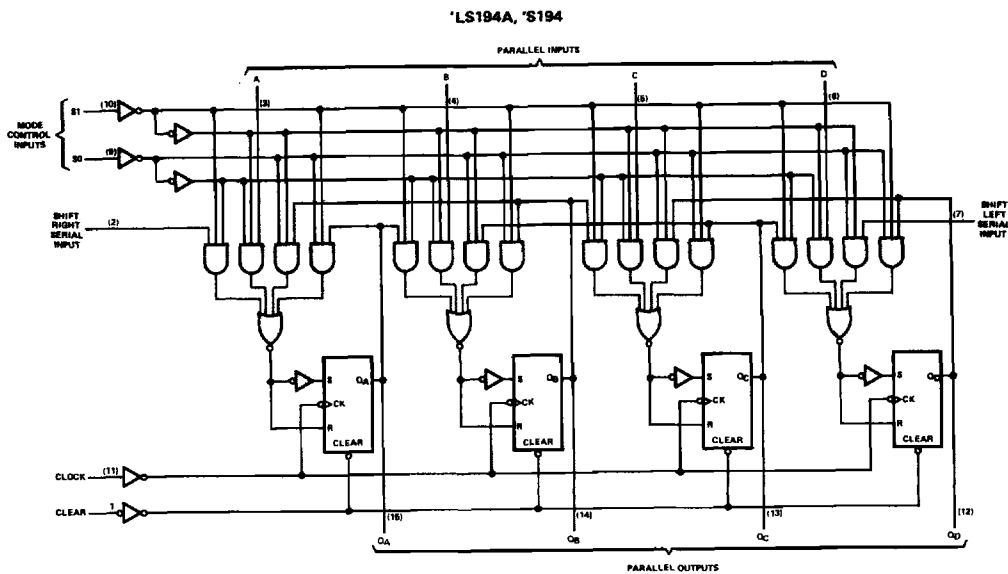 'LS194A, 'S194
PARALLEL INPUTS
A B C D
(3) (4) (5) (6)
MODE
CONTROL
INPUTS
S1 (10)
S0 (9)
SHIFT
RIGHT
SERIAL
INPUT
(2)
(7)
SHIFT
LEFT
SERIAL
INPUT
S QA
CK
R
CLEAR
S QB
CK
R
CLEAR
S QC
CK
R
CLEAR
S QD
CK
R
CLEAR
CLOCK (11)
CLEAR 1
(15) (14) (13) (12)
QA QB QC QD
PARALLEL OUTPUTS